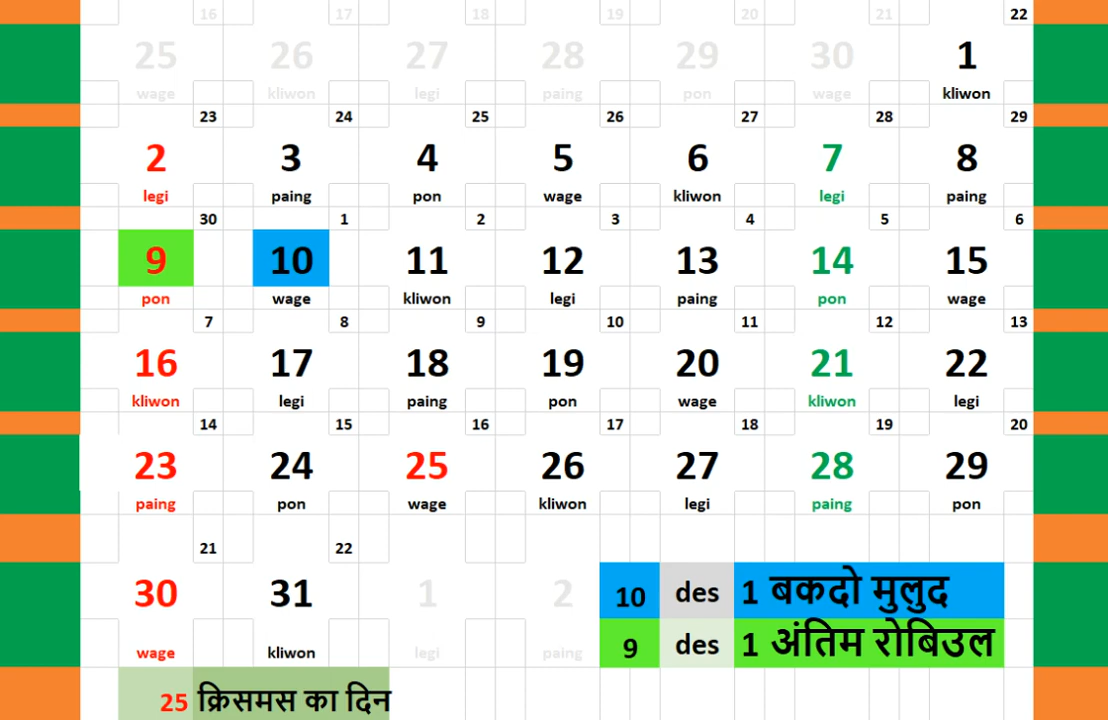 16 17 18 19 20 21 22
25 26 27 28 29 30 1
wage kliwon legi paing pon wage kliwon
23 24 25 26 27 28 29
2 3 4 5 6 7 8
legi paing pon wage kliwon legi paing
30 1 2 3 4 5 6
9 10 11 12 13 14 15
pon wage kliwon legi paing pon wage
7 8 9 10 11 12 13
16 17 18 19 20 21 22
kliwon legi paing pon wage kliwon legi
14 15 16 17 18 19 20
23 24 25 26 27 28 29
paing pon wage kliwon legi paing pon
21 22
30 31 1 2
wage kliwon legi paing
10 des 1 बकदो मुलुद
9 des 1 अंतिम रोबिउल
25 क्रिसमस का दिन